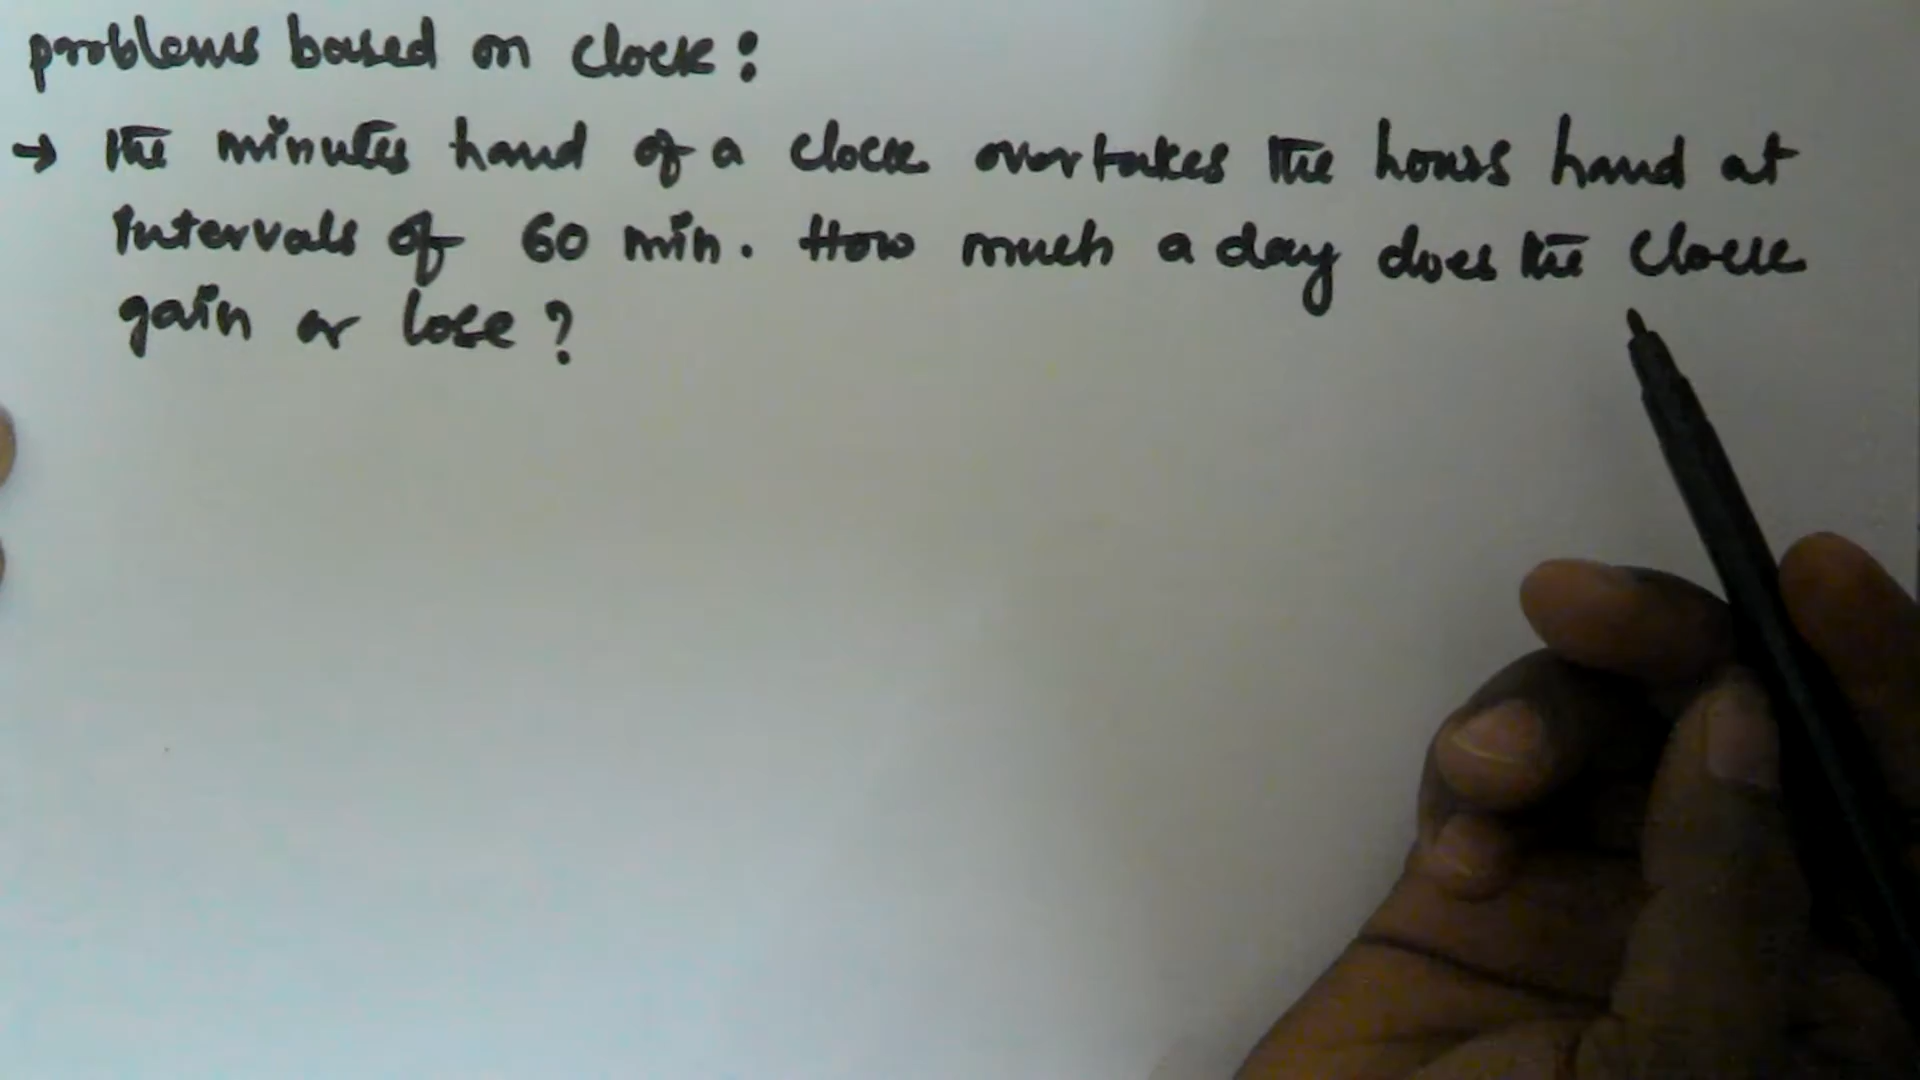 problems based on clock:
→ The minutes hand of a clock overtakes the hours hand at
intervals of 60 min. How much a day does the clock
gain or lose?